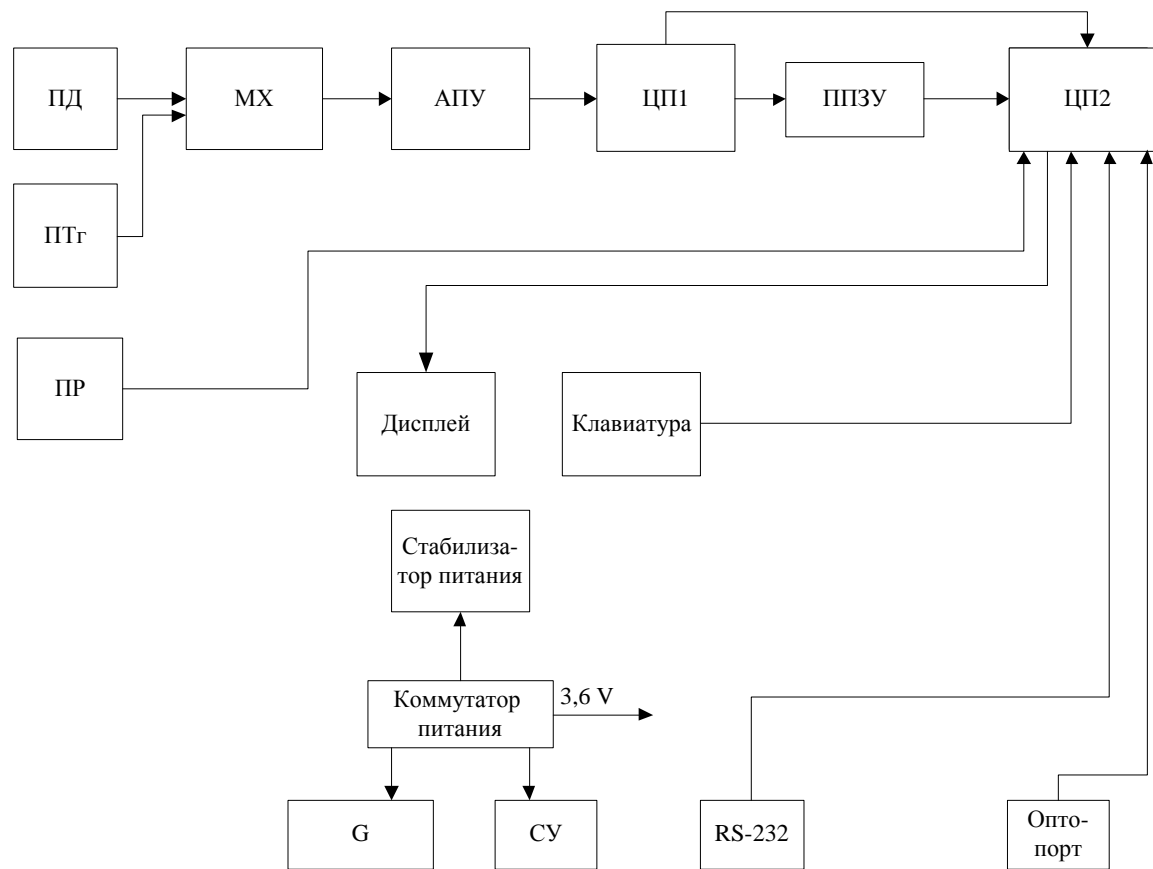 ПД
МХ
АПУ
ЦП1
ППЗУ
ЦП2
ПТг
ПР
Дисплей
Клавиатура
Стабилиза-
тор питания
Коммутатор
питания
3,6 V
G
СУ
RS-232
Опто-
порт